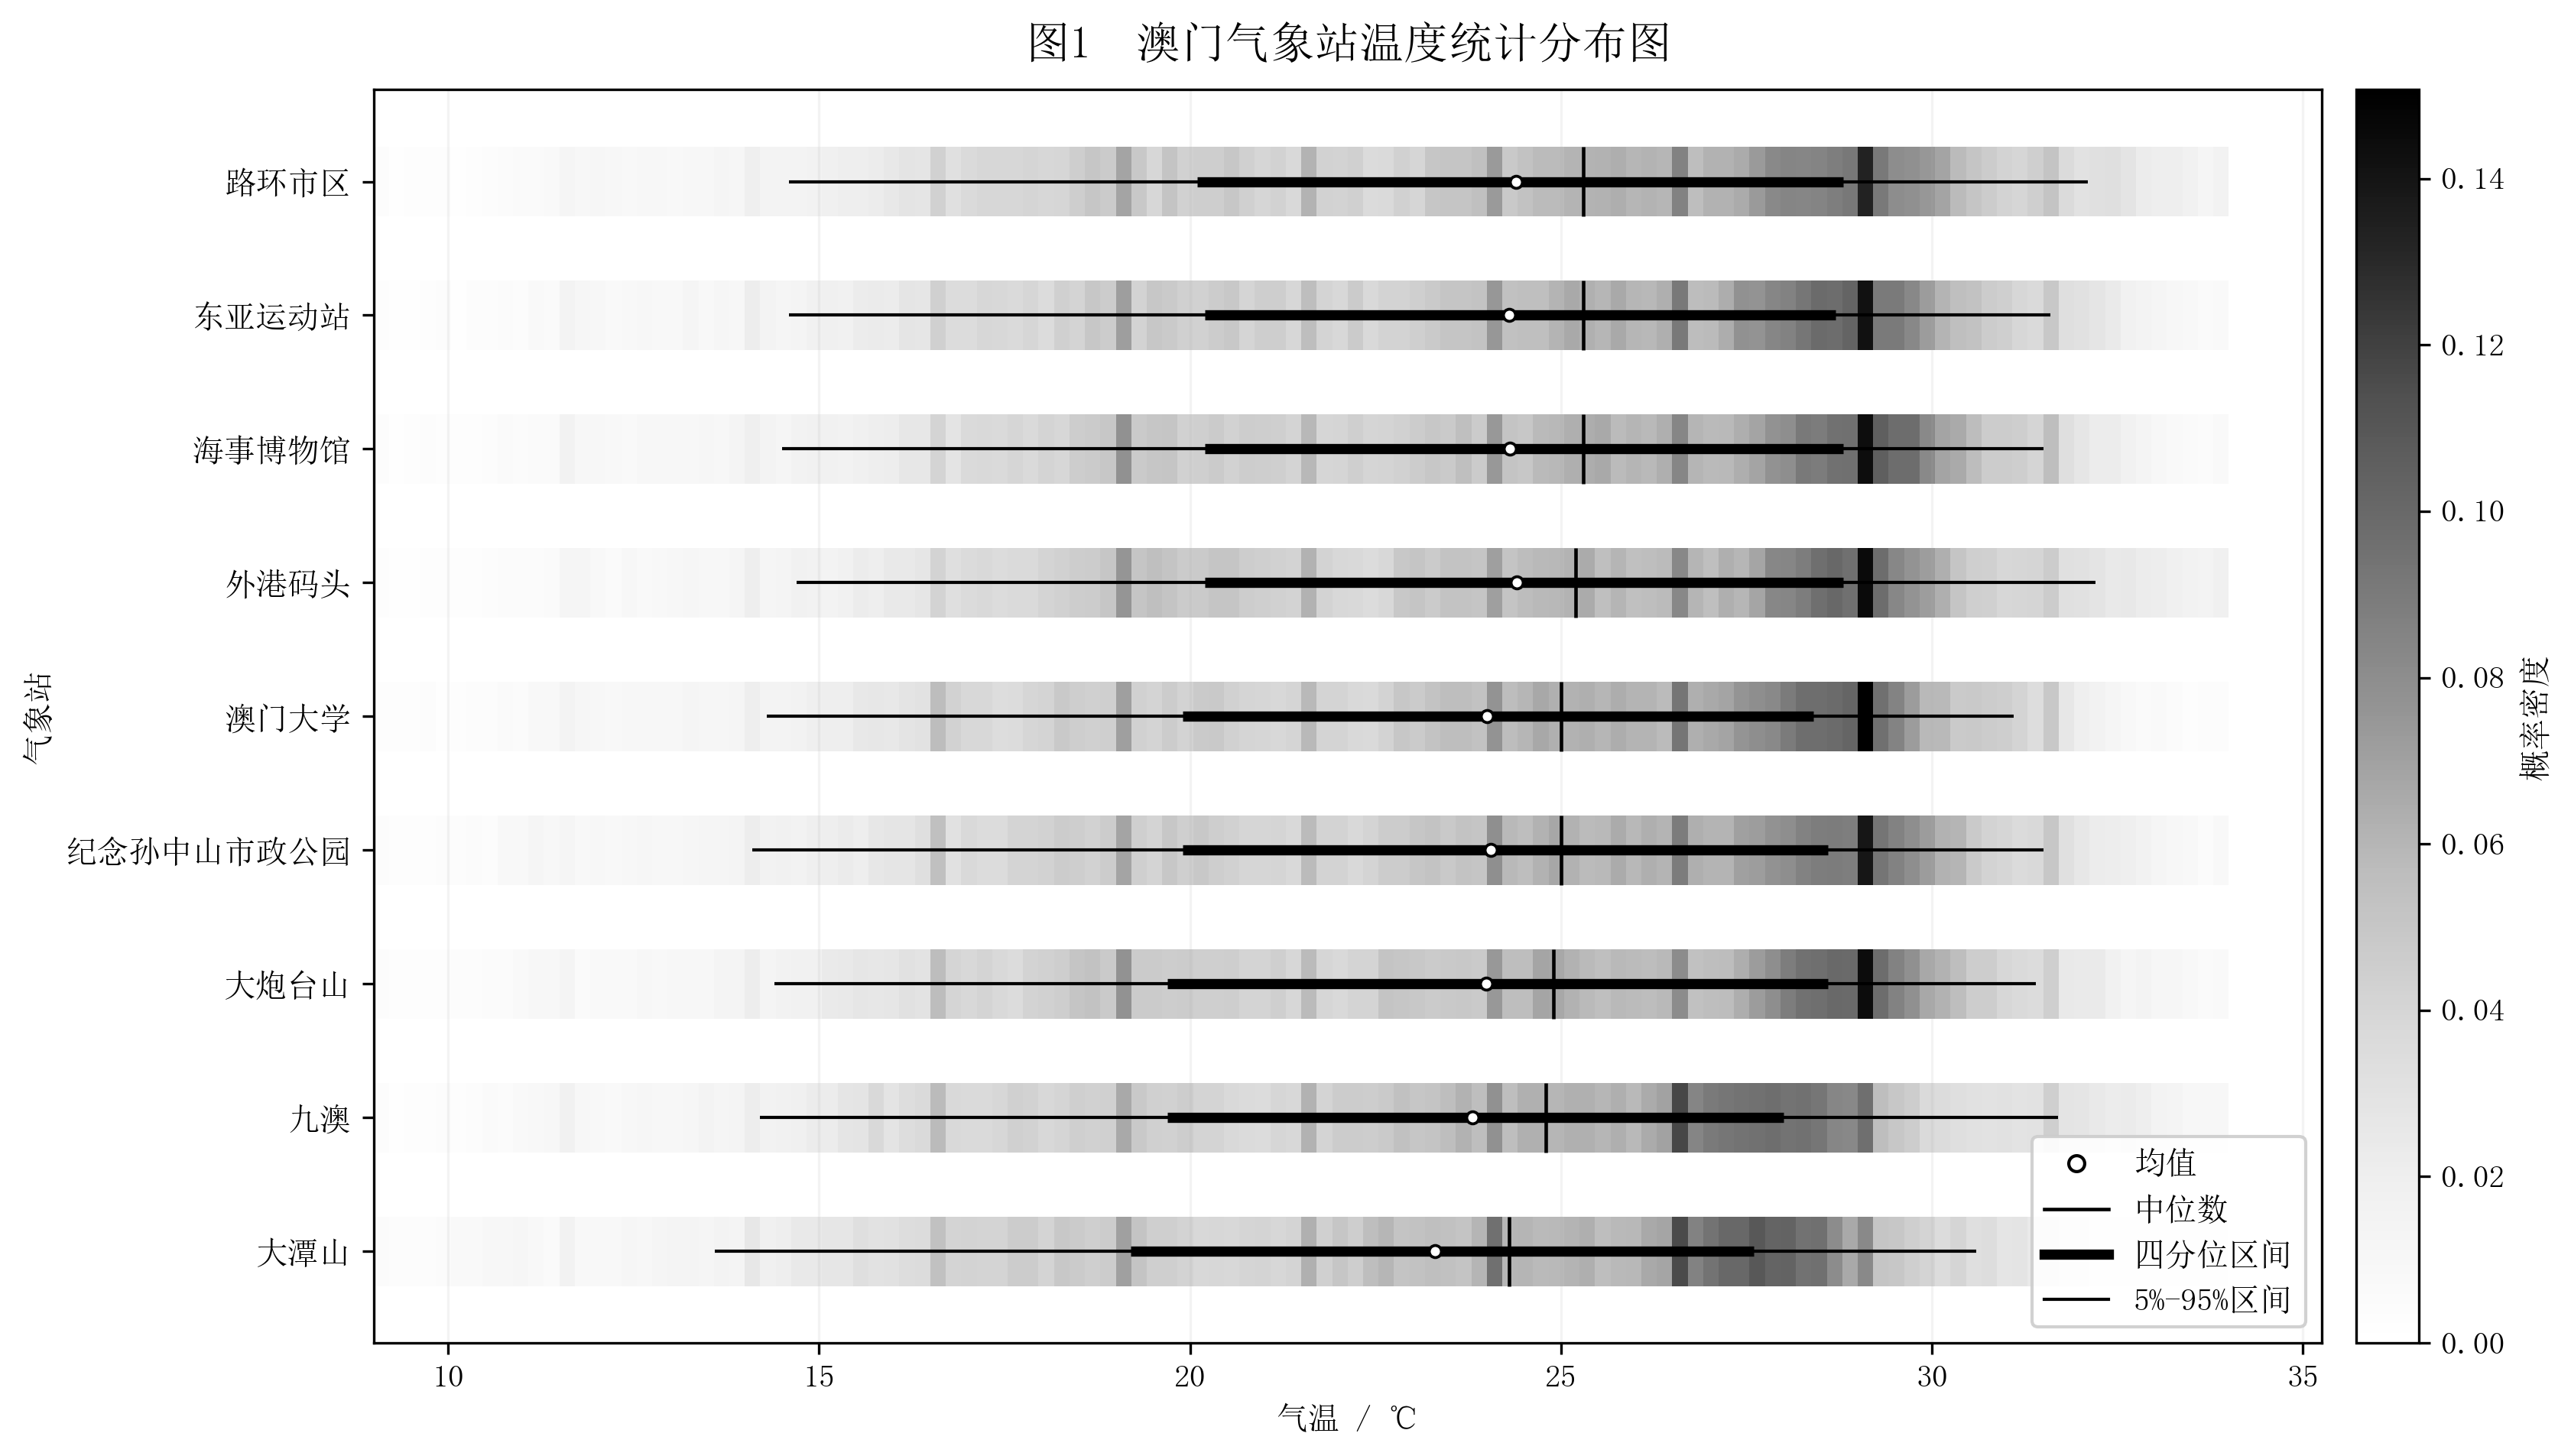 图1 澳门气象站温度统计分布图
气象站
路环市区
东亚运动站
海事博物馆
外港码头
澳门大学
纪念孙中山市政公园
大炮台山
九澳
大潭山
10 15 20 25 30 35
气温 / ℃
均值
中位数
四分位区间
5%-95%区间
0.14
0.12
0.10
0.08
0.06
0.04
0.02
0.00
概率密度